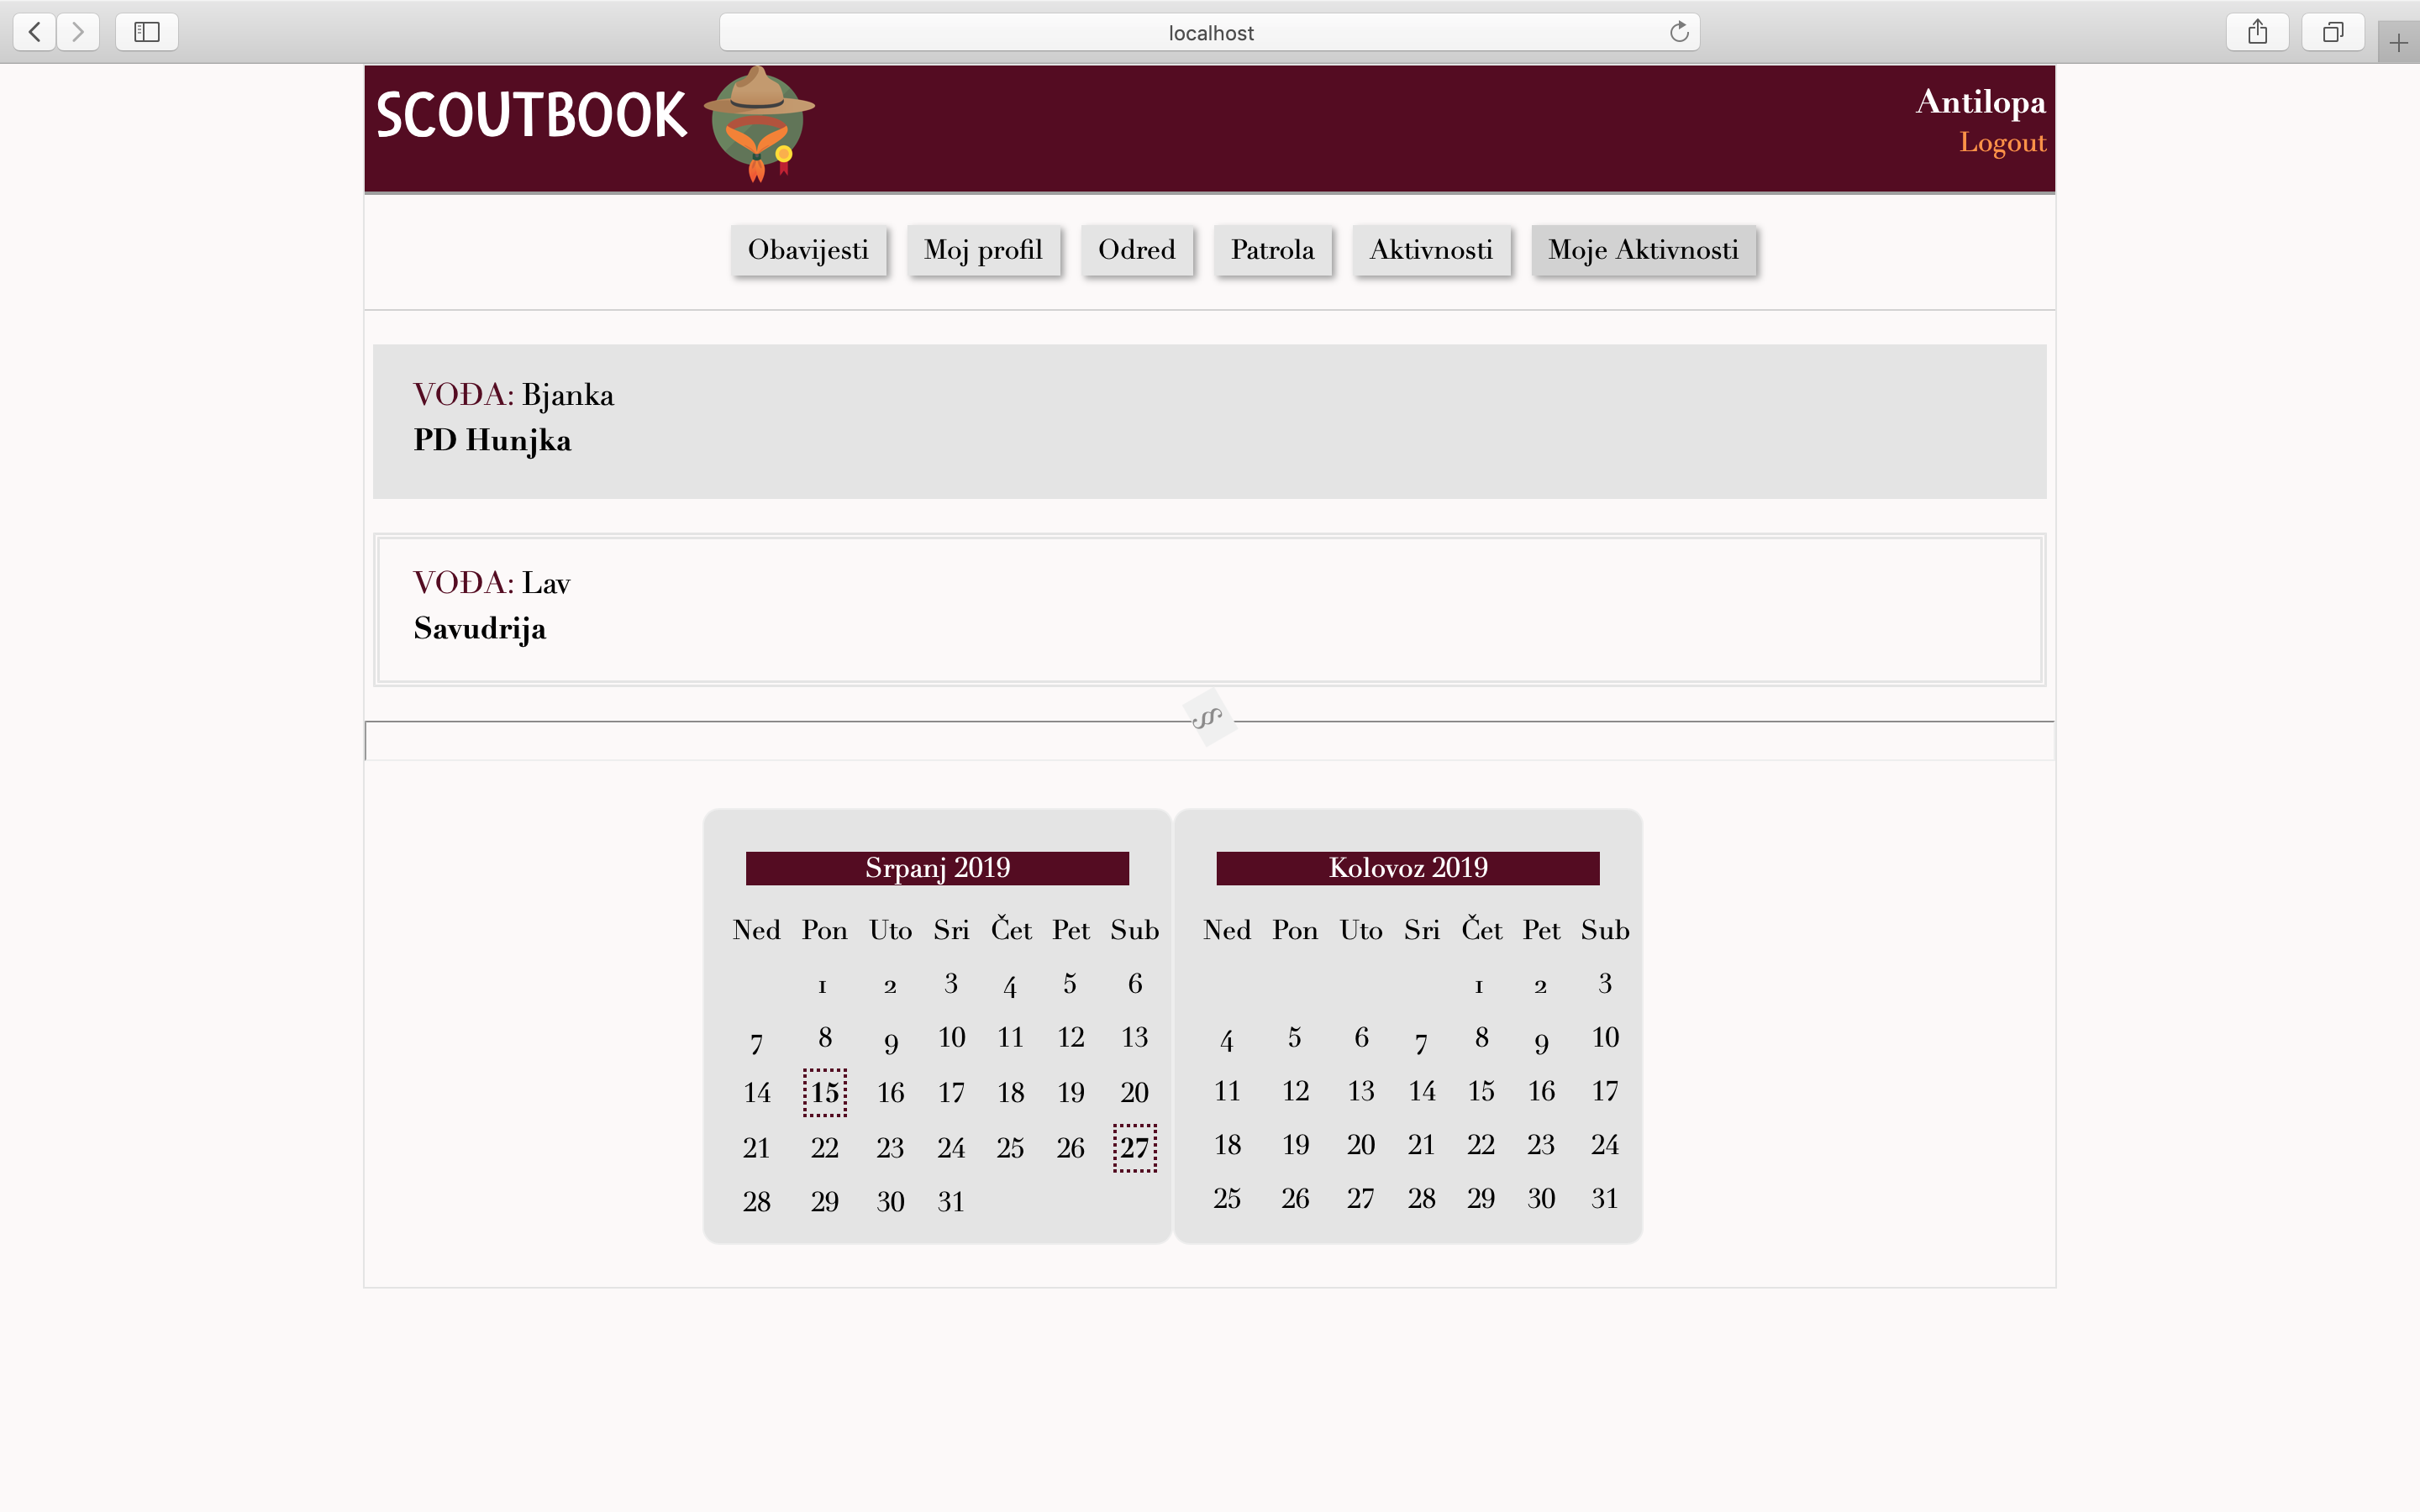 localhost
SCOUTBOOK
Antilopa
Logout
Obavijesti Moj profil Odred Patrola Aktivnosti Moje Aktivnosti
VOĐA: Bjanka
PD Hunjka
VOĐA: Lav
Savudrija
§
Srpanj 2019
Ned Pon Uto Sri Čet Pet Sub
1 2 3 4 5 6
7 8 9 10 11 12 13
14 15 16 17 18 19 20
21 22 23 24 25 26 27
28 29 30 31
Kolovoz 2019
Ned Pon Uto Sri Čet Pet Sub
1 2 3
4 5 6 7 8 9 10
11 12 13 14 15 16 17
18 19 20 21 22 23 24
25 26 27 28 29 30 31